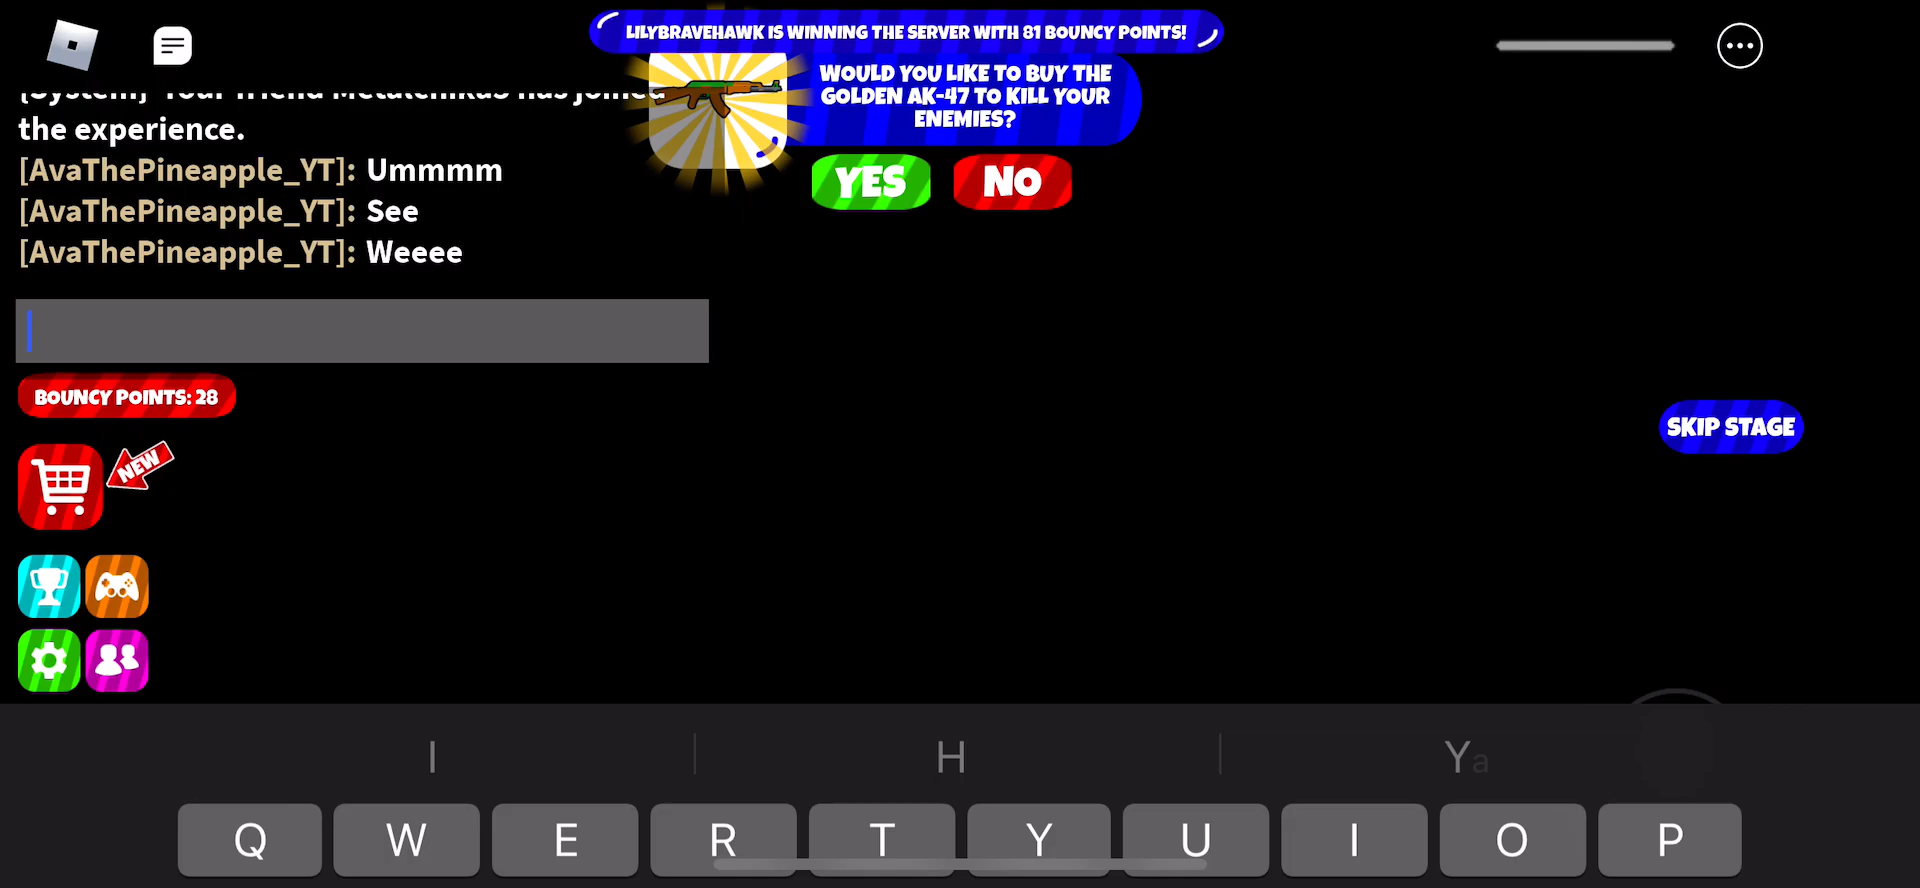 LILYBRAVEHAWK IS WINNING THE SERVER WITH 81 BOUNCY POINTS!
WOULD YOU LIKE TO BUY THE
GOLDEN AK-47 TO KILL YOUR
ENEMIES?
YES NO
has joined
the experience.
[AvaThePineapple_YT]: Ummmm
[AvaThePineapple_YT]: See
[AvaThePineapple_YT]: Weeee
BOUNCY POINTS: 28
NEW
SKIP STAGE
I H Ya
Q W E R T Y U I O P